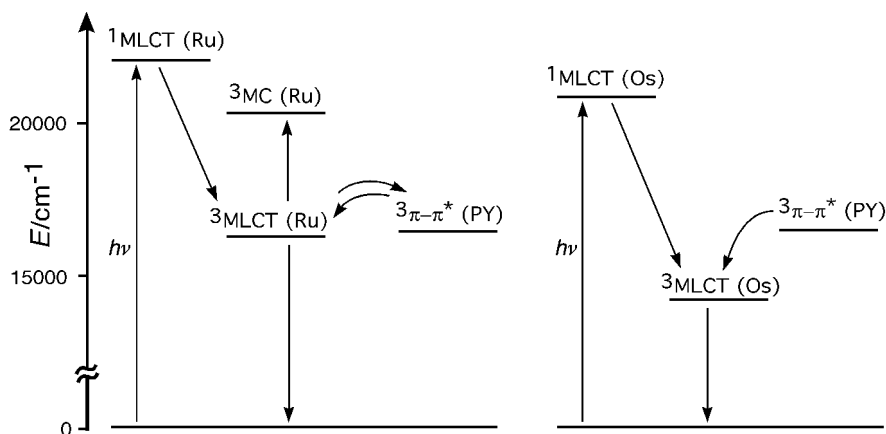 ¹MLCT (Ru)
³MC (Ru)
20000
³MLCT (Ru)
³π–π* (PY)
15000
E/cm⁻¹
hν
0
¹MLCT (Os)
³π–π* (PY)
³MLCT (Os)
hν